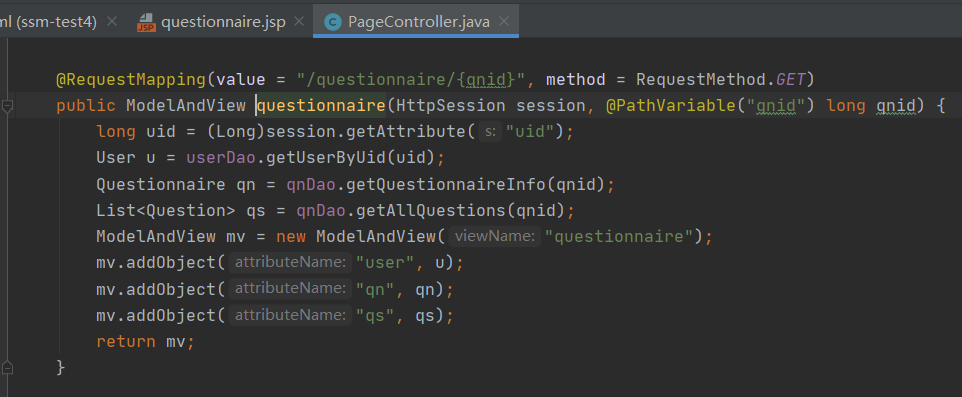 ml (ssm-test4) × questionnaire.jsp × PageController.java ×
@RequestMapping(value = "/questionnaire/{qnid}", method = RequestMethod.GET)
public ModelAndView questionnaire(HttpSession session, @PathVariable("qnid") long qnid) {
long uid = (Long)session.getAttribute( s: "uid");
User u = userDao.getUserByUid(uid);
Questionnaire qn = qnDao.getQuestionnaireInfo(qnid);
List<Question> qs = qnDao.getAllQuestions(qnid);
ModelAndView mv = new ModelAndView( viewName: "questionnaire");
mv.addObject( attributeName: "user", u);
mv.addObject( attributeName: "qn", qn);
mv.addObject( attributeName: "qs", qs);
return mv;
}